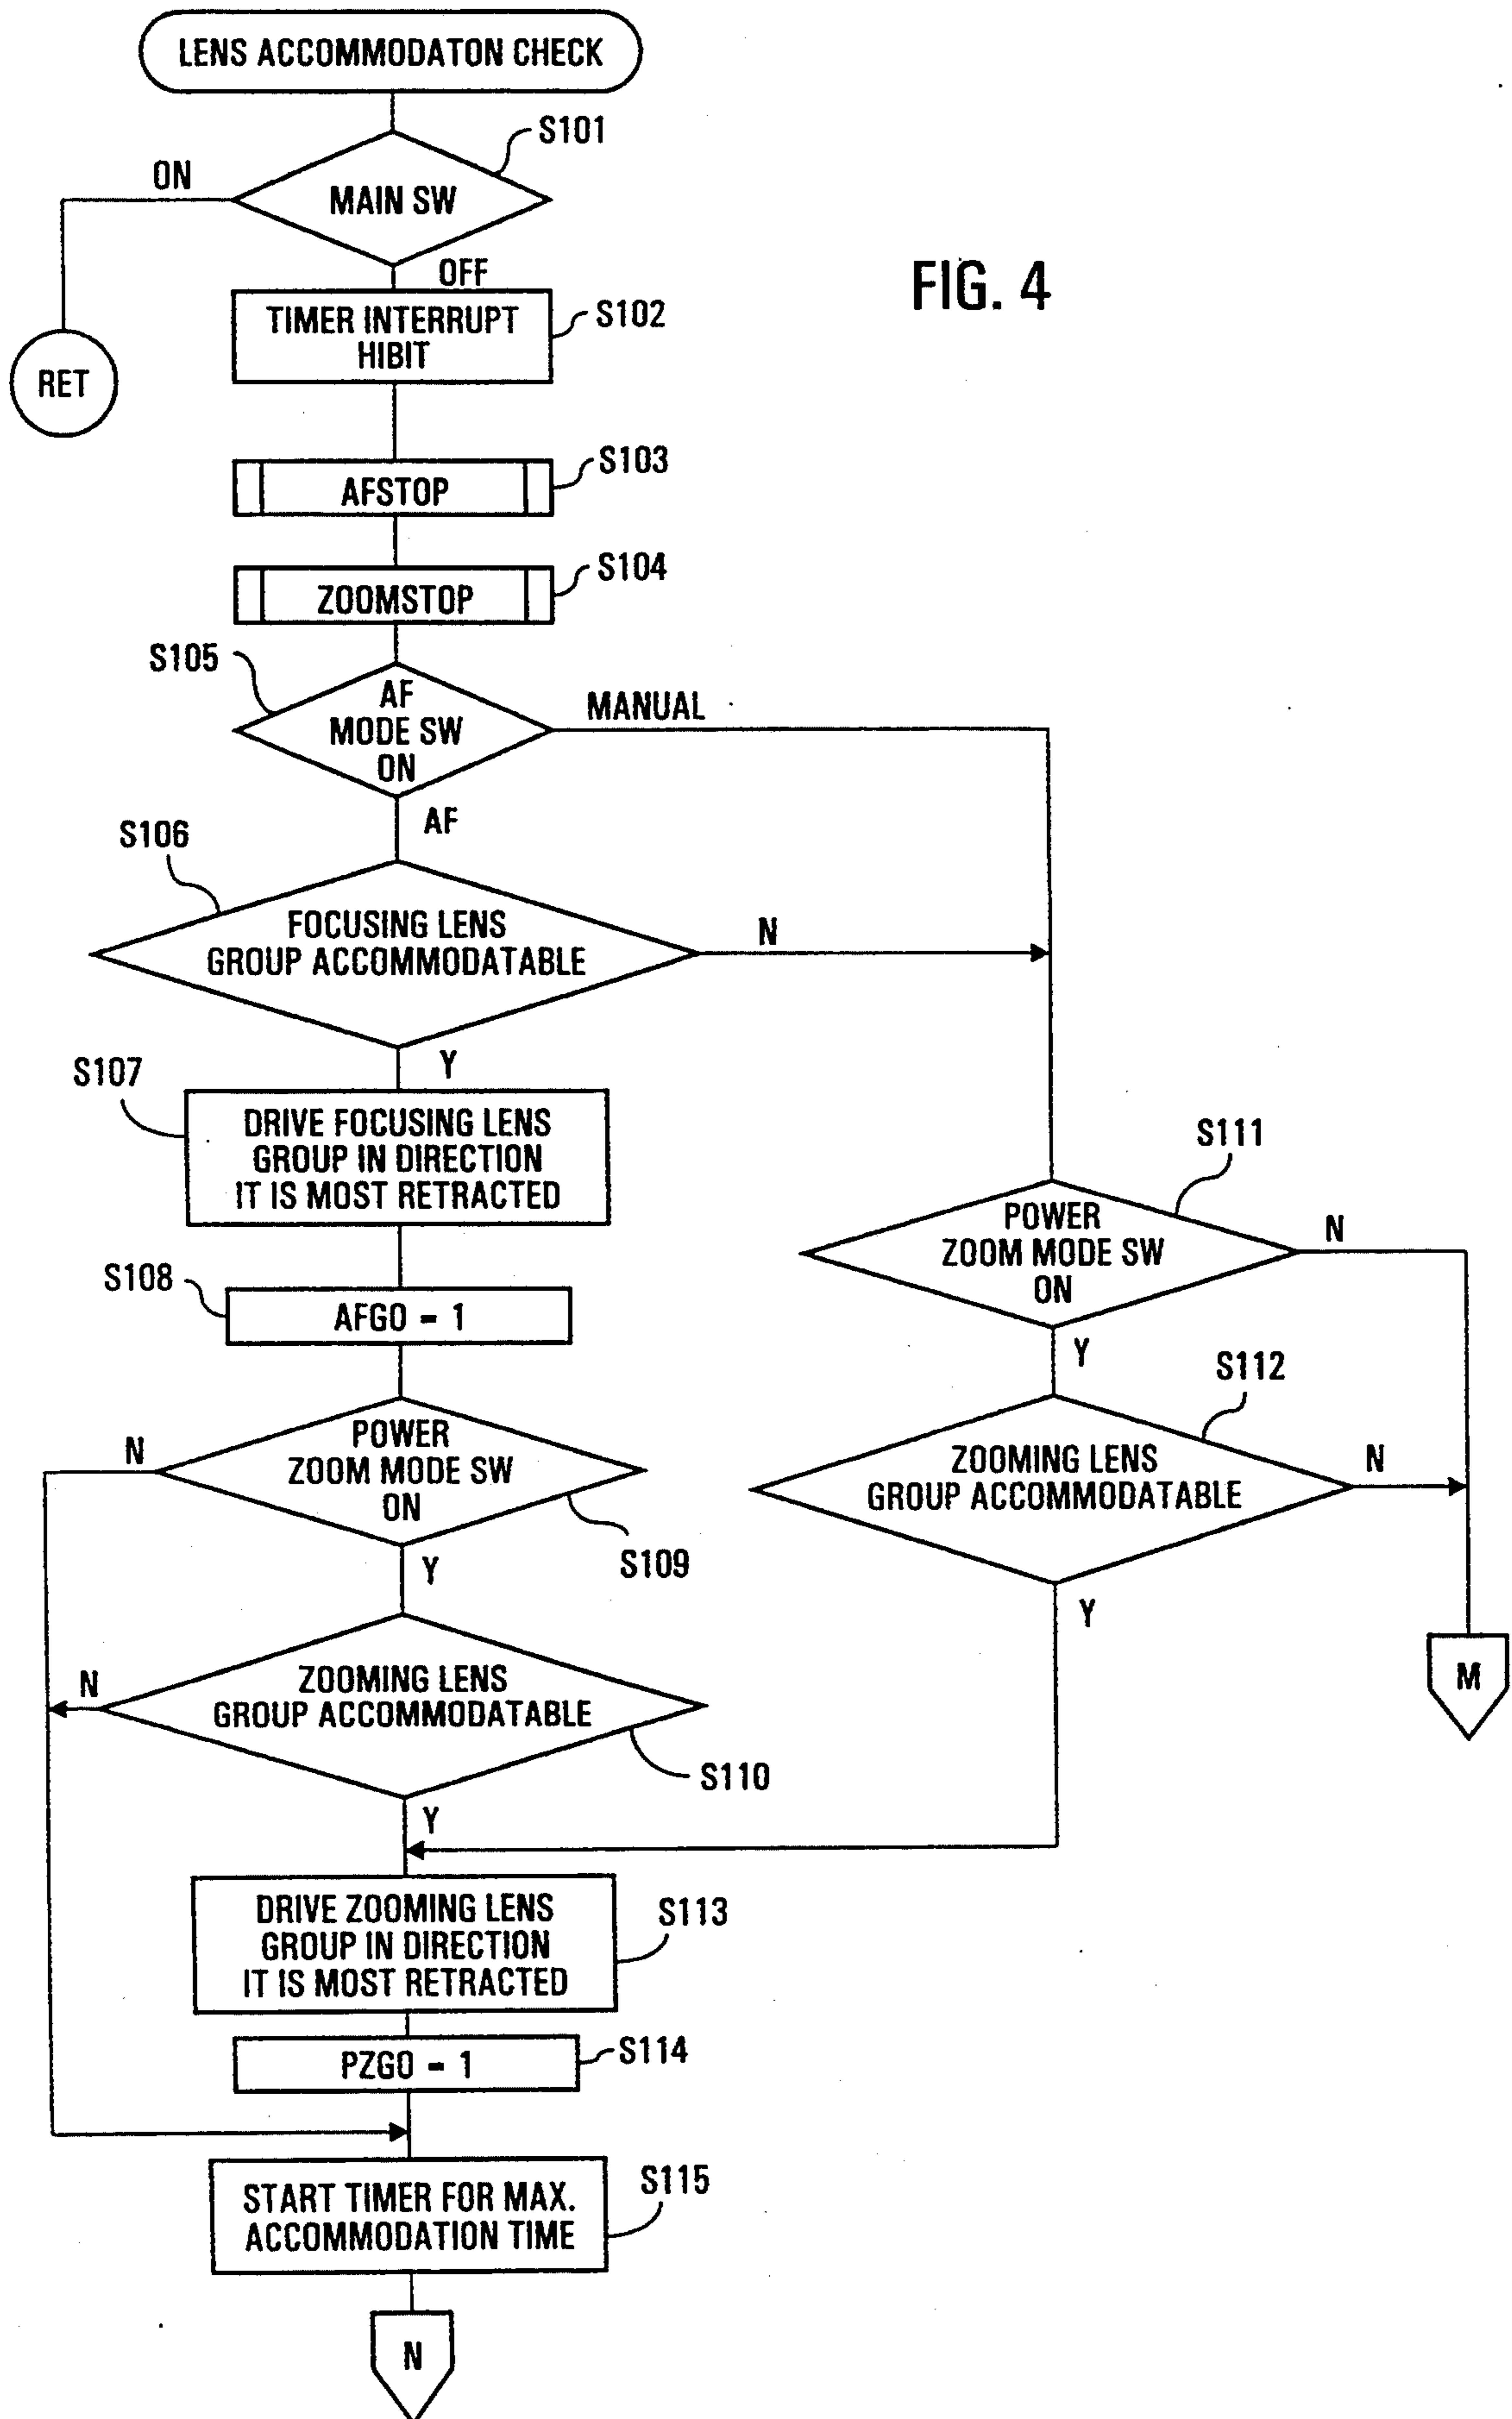 LENS ACCOMMODATON CHECK
S101
ON
MAIN SW
OFF
FIG. 4
TIMER INTERRUPT
HIBIT
S102
RET
S103
AFSTOP
S104
ZOOMSTOP
S105
AF
MODE SW
ON
MANUAL
AF
S106
FOCUSING LENS
GROUP ACCOMMODATABLE
N
Y
S107
DRIVE FOCUSING LENS
GROUP IN DIRECTION
IT IS MOST RETRACTED
S111
POWER
ZOOM MODE SW
ON
N
S108
AFGO = 1
Y
S112
POWER
ZOOM MODE SW
ON
N
S109
Y
ZOOMING LENS
GROUP ACCOMMODATABLE
N
Y
ZOOMING LENS
GROUP ACCOMMODATABLE
N
M
S110
Y
DRIVE ZOOMING LENS
GROUP IN DIRECTION
IT IS MOST RETRACTED
S113
PZGO = 1
S114
START TIMER FOR MAX.
ACCOMMODATION TIME
S115
N